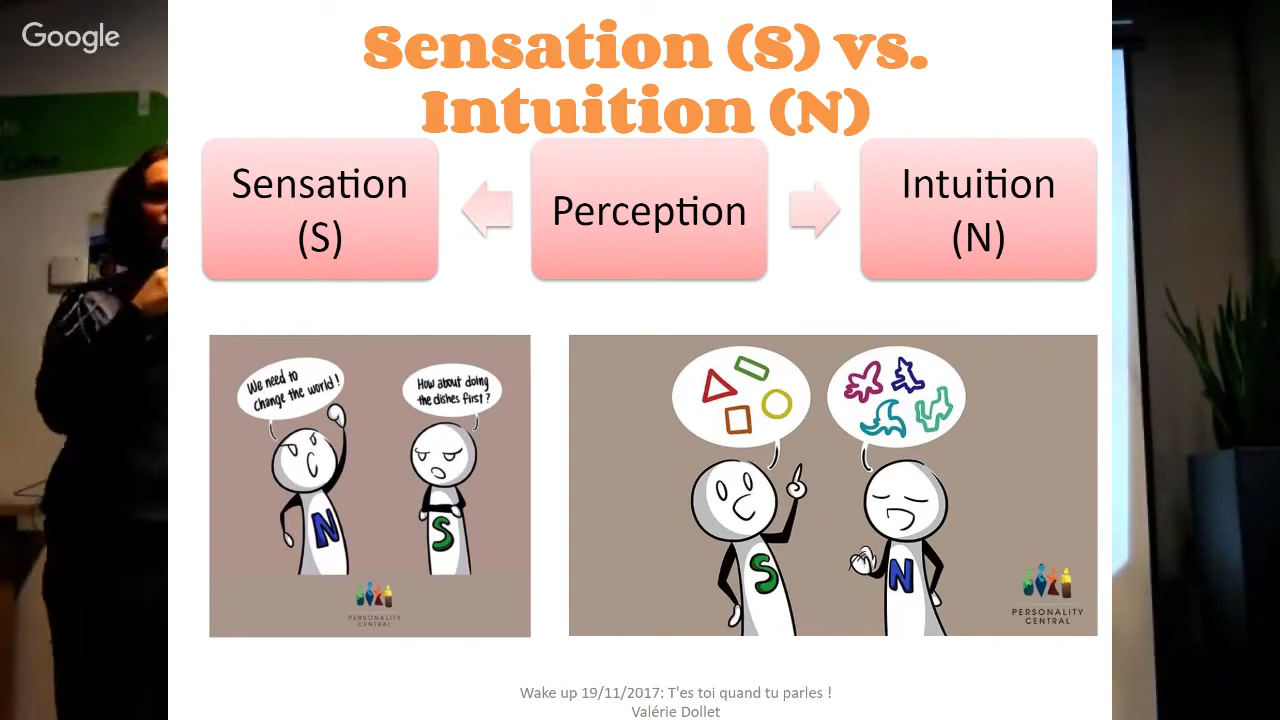 Google
Sensation (S) vs.
Intuition (N)
Sensation
(S)
Perception
Intuition
(N)
We need to
change the world!
How about doing
the dishes first?
N
S
PERSONALITY
CENTRAL
S
N
PERSONALITY
CENTRAL
Wake up 19/11/2017: T'es toi quand tu parles !
Valérie Dollet